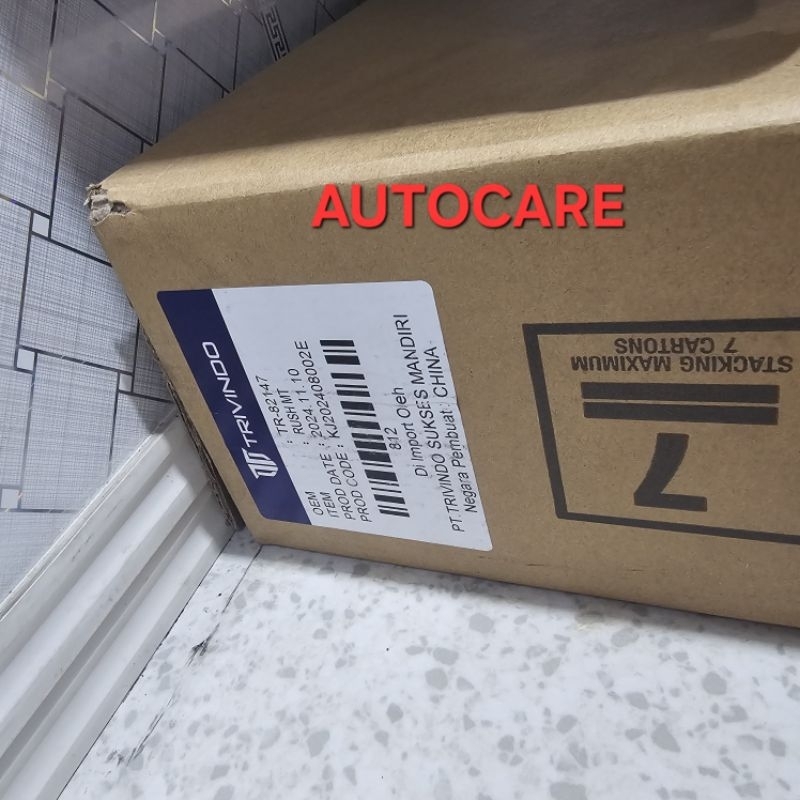 AUTOCARE
TRIVINDO
OEM : TR-82147
ITEM : RUSH MT
PROD DATE : 2024.11.10
PROD CODE : KJ202408002E
812
Di Import Oleh
PT.TRIVINDO SUKSES MANDIRI
Negara Pembuat : CHINA
STACKING MAXIMUM
7 CARTONS
7